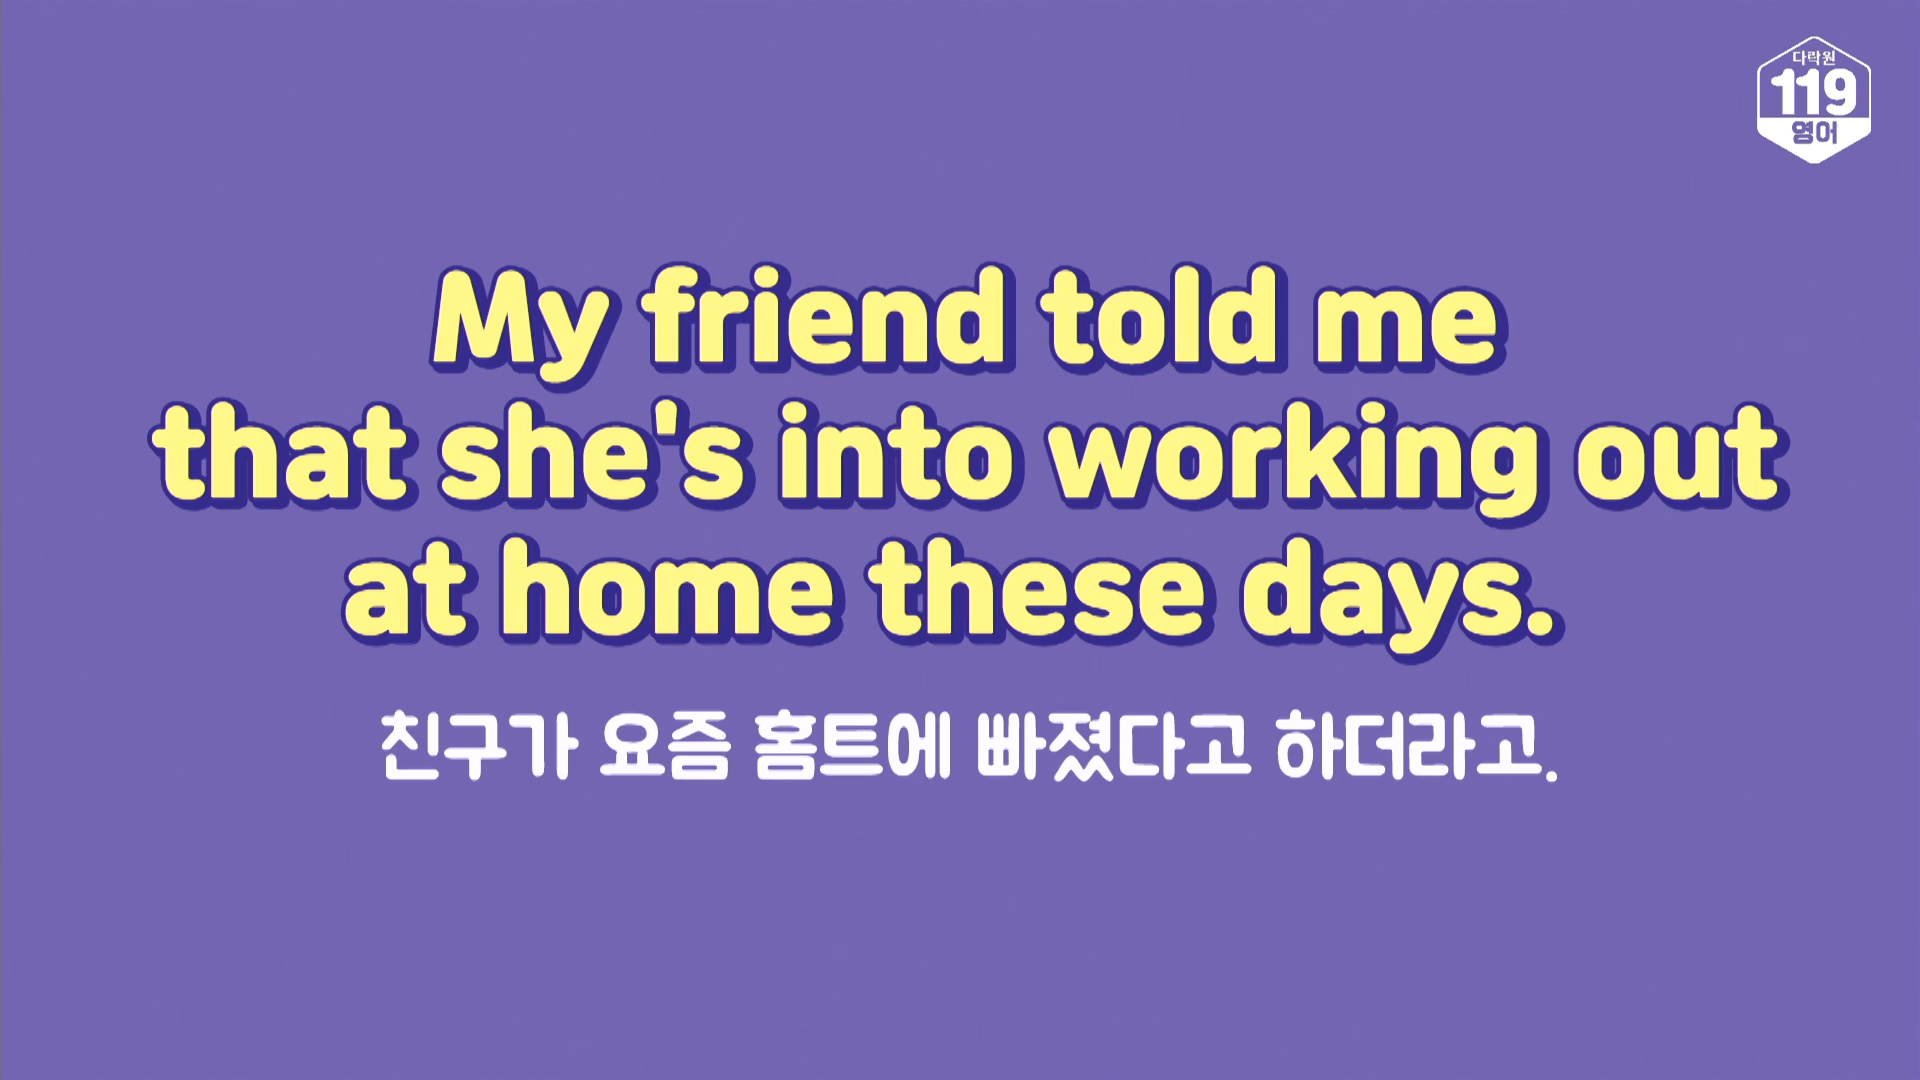 다락원
119
영어
My friend told me
that she's into working out
at home these days.
친구가 요즘 홈트에 빠졌다고 하더라고.